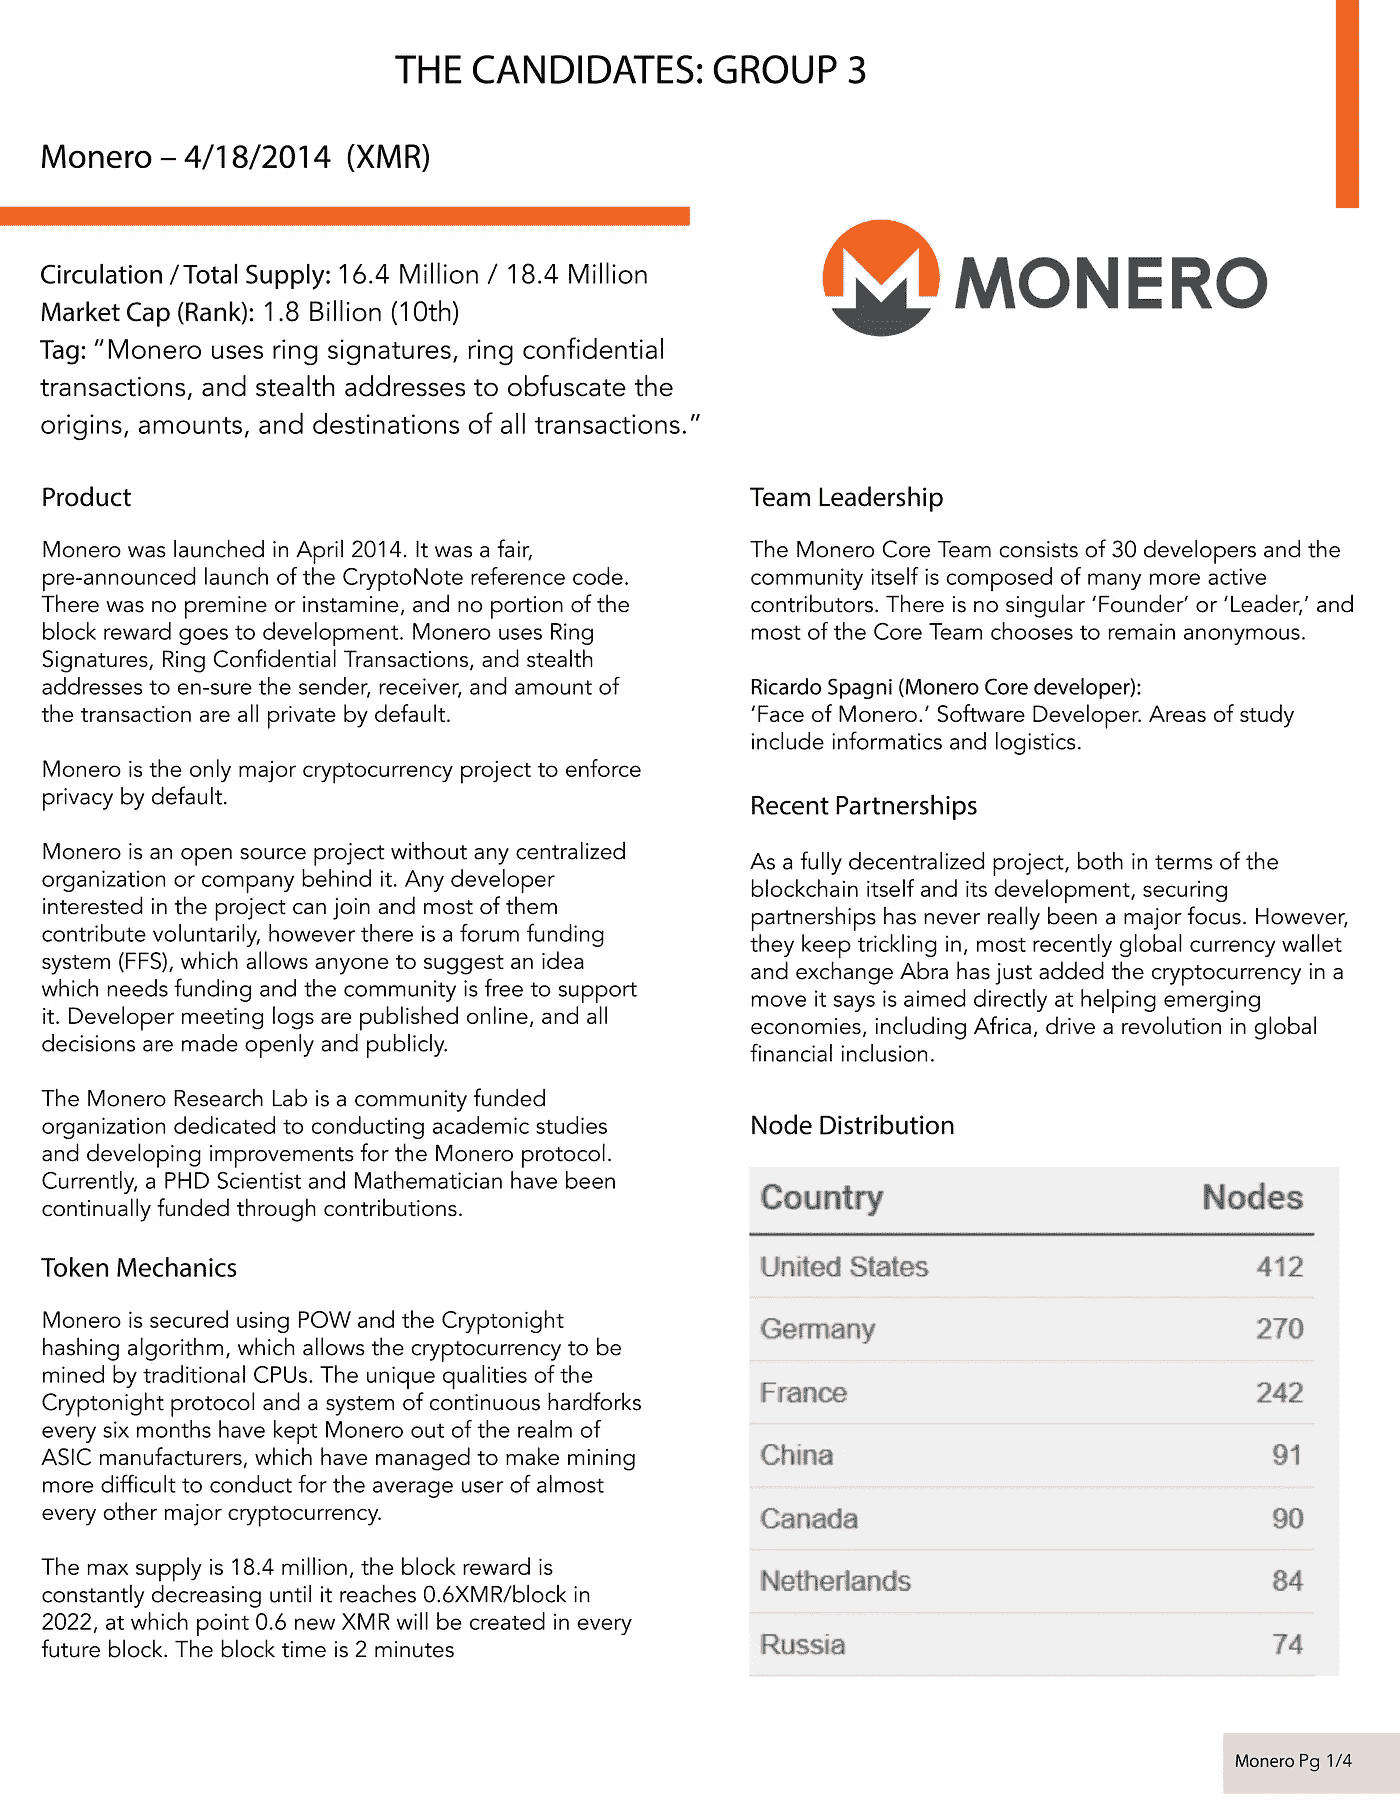 THE CANDIDATES: GROUP 3
Monero – 4/18/2014 (XMR)
MONERO
Circulation / Total Supply: 16.4 Million / 18.4 Million
Market Cap (Rank): 1.8 Billion (10th)
Tag: “Monero uses ring signatures, ring confidential
transactions, and stealth addresses to obfuscate the
origins, amounts, and destinations of all transactions.”
Product
Monero was launched in April 2014. It was a fair,
pre-announced launch of the CryptoNote reference code.
There was no premine or instamine, and no portion of the
block reward goes to development. Monero uses Ring
Signatures, Ring Confidential Transactions, and stealth
addresses to en-sure the sender, receiver, and amount of
the transaction are all private by default.
Monero is the only major cryptocurrency project to enforce
privacy by default.
Monero is an open source project without any centralized
organization or company behind it. Any developer
interested in the project can join and most of them
contribute voluntarily, however there is a forum funding
system (FFS), which allows anyone to suggest an idea
which needs funding and the community is free to support
it. Developer meeting logs are published online, and all
decisions are made openly and publicly.
The Monero Research Lab is a community funded
organization dedicated to conducting academic studies
and developing improvements for the Monero protocol.
Currently, a PHD Scientist and Mathematician have been
continually funded through contributions.
Token Mechanics
Monero is secured using POW and the Cryptonight
hashing algorithm, which allows the cryptocurrency to be
mined by traditional CPUs. The unique qualities of the
Cryptonight protocol and a system of continuous hardforks
every six months have kept Monero out of the realm of
ASIC manufacturers, which have managed to make mining
more difficult to conduct for the average user of almost
every other major cryptocurrency.
The max supply is 18.4 million, the block reward is
constantly decreasing until it reaches 0.6XMR/block in
2022, at which point 0.6 new XMR will be created in every
future block. The block time is 2 minutes
Team Leadership
The Monero Core Team consists of 30 developers and the
community itself is composed of many more active
contributors. There is no singular ‘Founder’ or ‘Leader,’ and
most of the Core Team chooses to remain anonymous.
Ricardo Spagni (Monero Core developer):
‘Face of Monero.’ Software Developer. Areas of study
include informatics and logistics.
Recent Partnerships
As a fully decentralized project, both in terms of the
blockchain itself and its development, securing
partnerships has never really been a major focus. However,
they keep trickling in, most recently global currency wallet
and exchange Abra has just added the cryptocurrency in a
move it says is aimed directly at helping emerging
economies, including Africa, drive a revolution in global
financial inclusion.
Node Distribution
Country Nodes
United States 412
Germany 270
France 242
China 91
Canada 90
Netherlands 84
Russia 74
Monero Pg 1/4